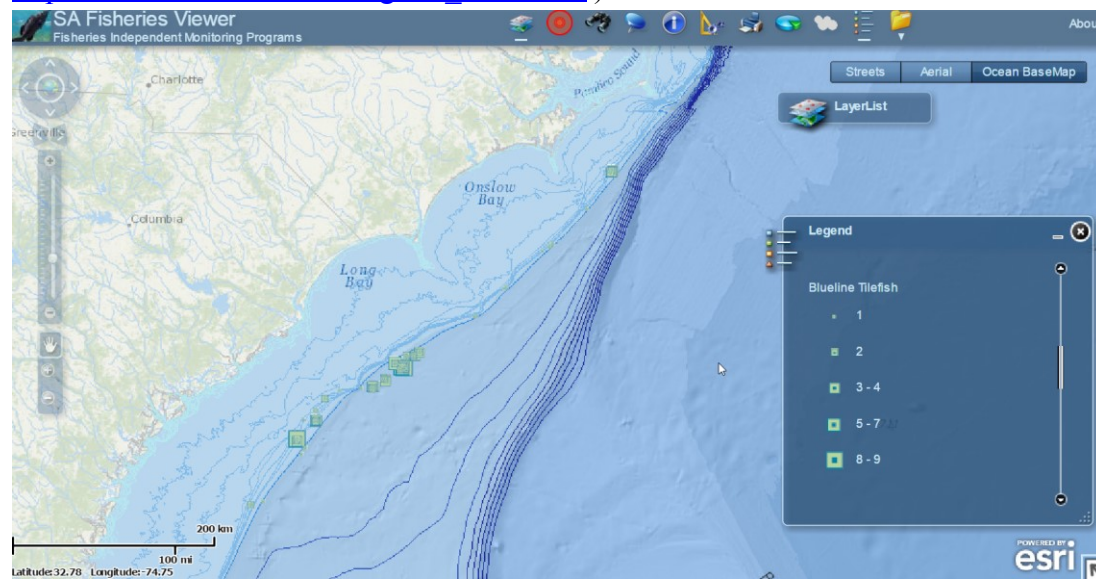 SA Fisheries Viewer
Fisheries Independent Monitoring Programs
Abou
Streets
Aerial
Ocean BaseMap
LayerList
Charlotte
Pamlico Sound
Greenville
Onslow
Bay
Columbia
Long
Bay
Legend
Blueline Tilefish
1
2
3 - 4
5 - 7
8 - 9
200 km
100 mi
Latitude:32.78 Longitude:-74.75
POWERED BY
esri